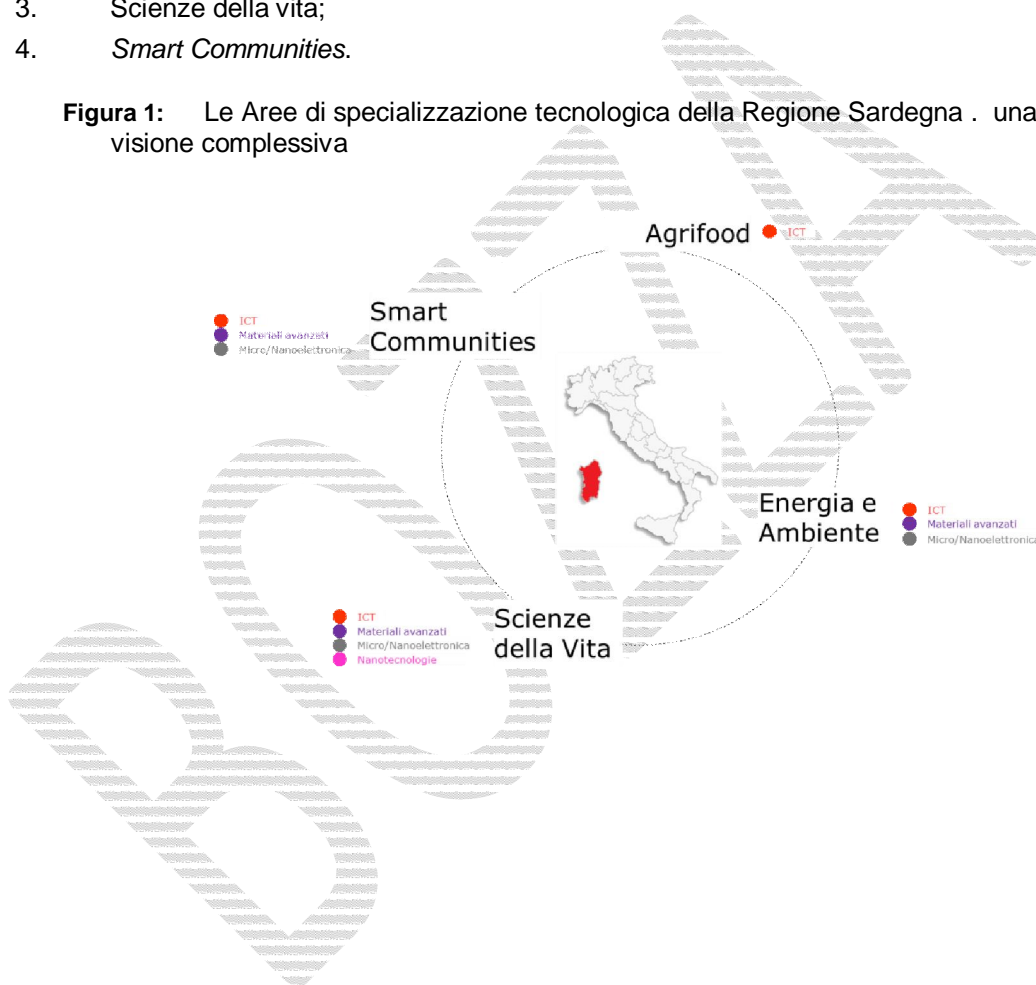 3. Scienze della vita;
4. Smart Communities.
Figura 1: Le Aree di specializzazione tecnologica della Regione Sardegna . una
visione complessiva
Agrifood ICT
Smart
Communities
ICT
Materiali avanzati
Micro/Nanoelettronica
Energia e
Ambiente
ICT
Materiali avanzati
Micro/Nanoelettronica
Scienze
della Vita
ICT
Materiali avanzati
Micro/Nanoelettronica
Nanotecnologie
BOZZA